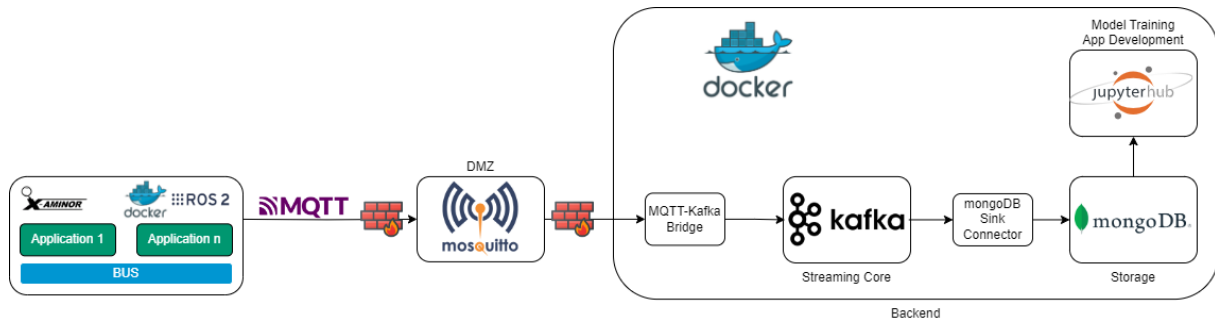 X-AMINOR
docker
ROS 2
Application 1
Application n
BUS
MQTT
DMZ
mosquitto
docker
MQTT-Kafka
Bridge
kafka
Streaming Core
mongoDB
Sink
Connector
Model Training
App Development
jupyterhub
mongoDB
Storage
Backend